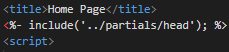 <title>Home Page</title>
<%- include('../partials/head'); %>
<script>